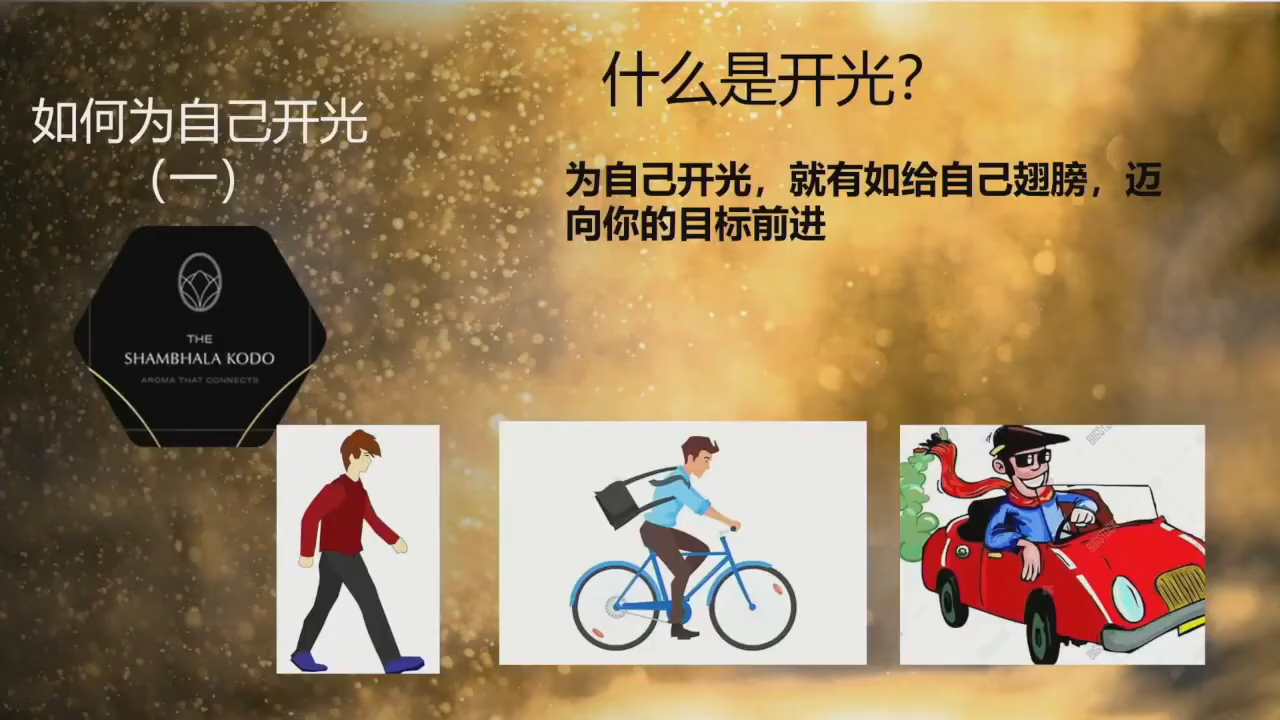 如何为自己开光
(一)
THE
SHAMBHALA KODO
AROMA THAT CONNECTS
什么是开光?
为自己开光，就有如给自己翅膀，迈
向你的目标前进